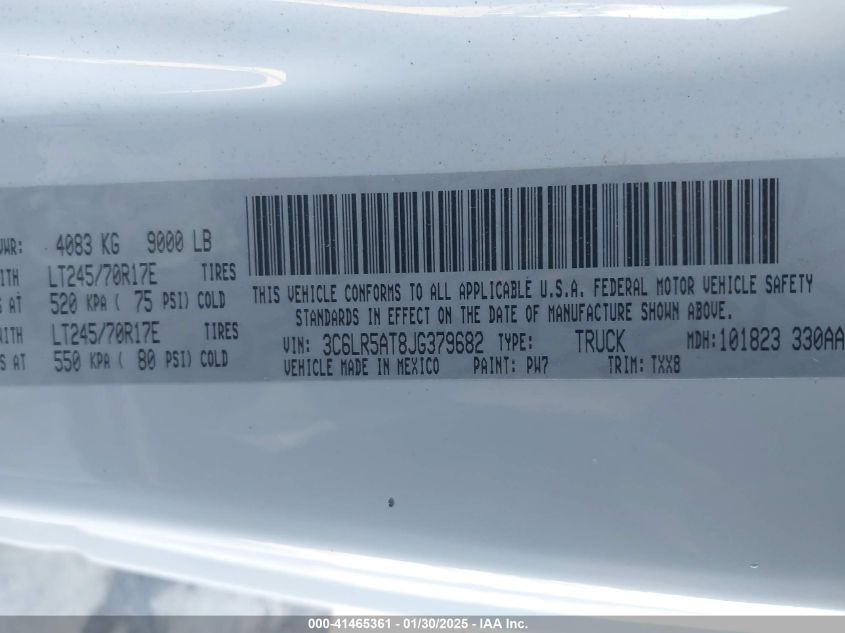 4083 KG 9000 LB
LT245/70R17E TIRES
AT 520 KPA ( 75 PSI) COLD
LT245/70R17E TIRES
AT 550 KPA ( 80 PSI) COLD
THIS VEHICLE CONFORMS TO ALL APPLICABLE U.S.A. FEDERAL MOTOR VEHICLE SAFETY
STANDARDS IN EFFECT ON THE DATE OF MANUFACTURE SHOWN ABOVE.
VIN: 3C6LR5AT8JG379682 TYPE: TRUCK MDH: 101823 330AA
VEHICLE MADE IN MEXICO PAINT: PW7 TRIM: TXX8
000-41465361 - 01/30/2025 - IAA Inc.